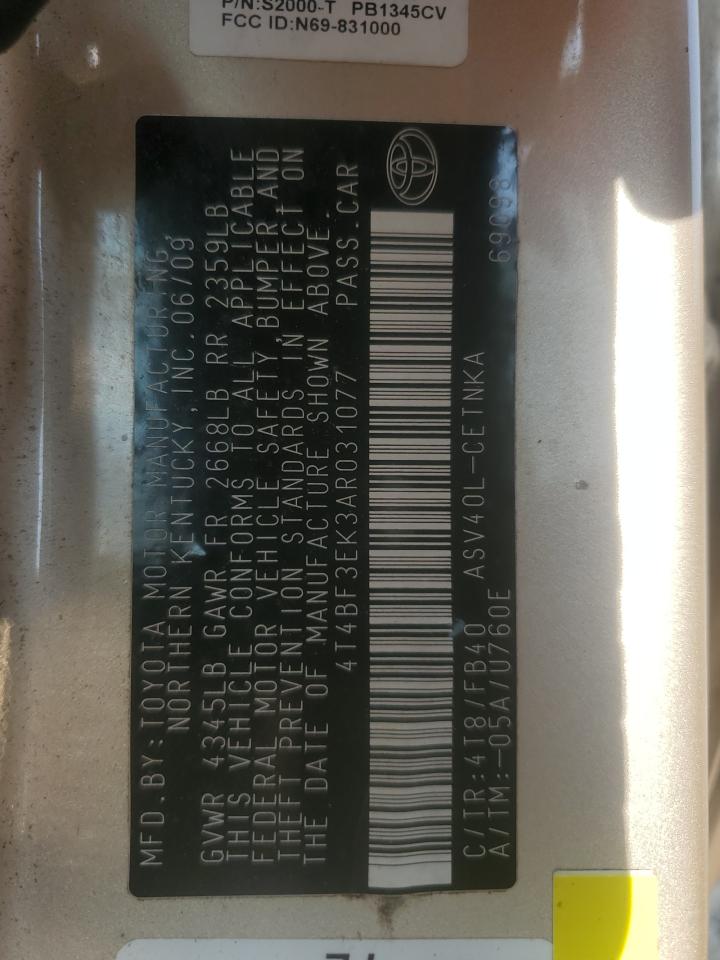 P/N:S2000-T PB1345CV
FCC ID:N69-831000
MFD.BY:TOYOTA MOTOR MANUFACTURING,
NORTHERN KENTUCKY,INC.06/09
GVWR 4345LB GAWR FR 2668LB RR 2359LB
THIS VEHICLE CONFORMS TO ALL APPLICABLE
FEDERAL MOTOR VEHICLE SAFETY, BUMPER AND
THEFT PREVENTION STANDARDS IN EFFECT ON
THE DATE OF MANUFACTURE SHOWN ABOVE.
4T4BF3EK3AR031077 PASS.CAR
C/TR:4T8/FB40 ASV40L-CETNKA
A/TM:-05A/U760E 69098